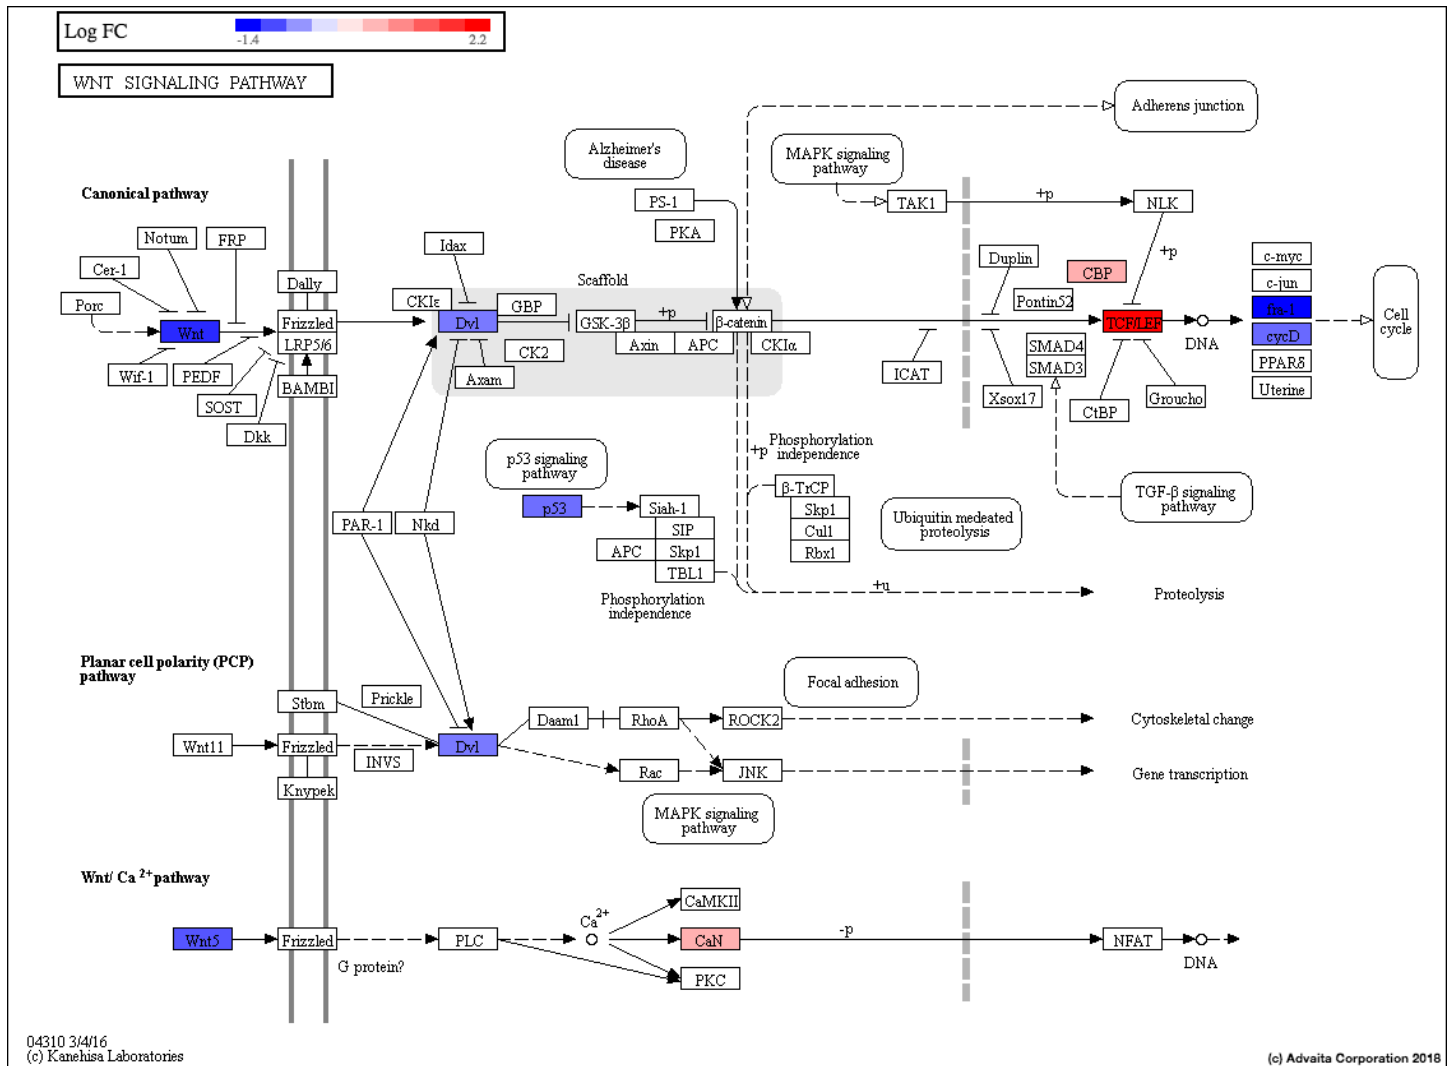 Log FC
-1.4
2.2
WNT SIGNALING PATHWAY
Adherens junction
Alzheimer's
disease
MAPK signaling
pathway
Canonical pathway
PS-1
TAK1
+p
NLK
PKA
Notum
FRP
Idax
Duplin
CBP
+p
c-myc
Cer-1
Scaffold
Dally
c-jun
Porc
CKIε
GBP
Pontin52
Cell
cycle
Wnt
Frizzled
Dvl
GSK-3β
+p
β-catenin
TCF/LEF
DNA
fra-1
cycD
LRP5/6
CK2
Axin
APC
CKIα
SMAD4
SMAD3
PPARδ
Wif-1
PEDF
BAMBI
Axam
ICAT
Xsox17
CtBP
Groucho
Uterine
SOST
Dkk
p53 signaling
pathway
Phosphorylation
independence
+p
p53
Siah-1
β-TrCP
TGF-β signaling
pathway
PAR-1
Nkd
SIP
Skp1
Ubiquitin medeated
proteolysis
APC
Skp1
Cul1
TBL1
Rbx1
+u
Proteolysis
Phosphorylation
independence
Planar cell polarity (PCP)
pathway
Focal adhesion
Stbm
Prickle
Daam1
RhoA
ROCK2
Cytoskeletal change
Wnt11
Frizzled
INVS
Dvl
Rac
JNK
Gene transcription
Knypek
MAPK signaling
pathway
Wnt/ Ca 2+ pathway
CaMKII
Ca2+
Wnt5
Frizzled
PLC
CaN
-p
NFAT
DNA
G protein?
PKC
04310 3/4/16
(c) Kanehisa Laboratories
(c) Advaita Corporation 2018